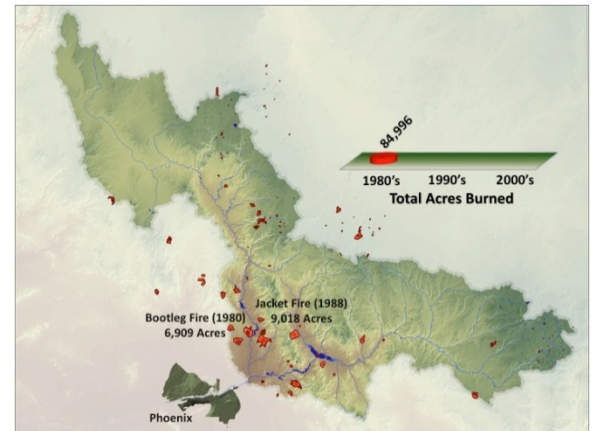 84,996
1980's 1990's 2000's
Total Acres Burned
Jacket Fire (1988)
9,018 Acres
Bootleg Fire (1980)
6,909 Acres
Phoenix